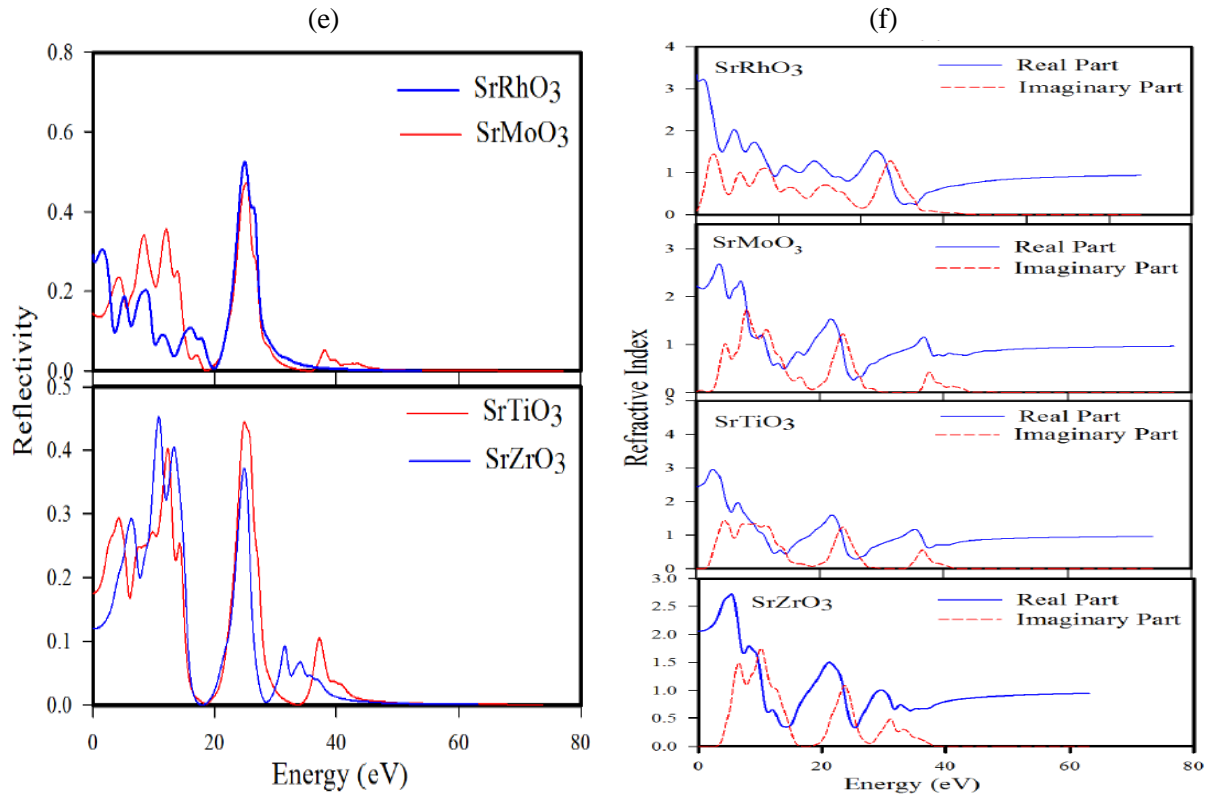 (e)
0.8
0.6
0.4
0.2
0.0
SrRhO3
SrMoO3
0.5
0.4
0.3
0.2
0.1
0.0
SrTiO3
SrZrO3
0 20 40 60 80
Reflectivity
Energy (eV)
(f)
4
3
2
1
0
SrRhO3
Real Part
Imaginary Part
3
2
1
0
SrMoO3
Real Part
Imaginary Part
5
4
3
2
1
0
SrTiO3
Real Part
Imaginary Part
3.0
2.5
2.0
1.5
1.0
0.5
0.0
SrZrO3
Real Part
Imaginary Part
0 20 40 60 80
Refractive Index
Energy (eV)